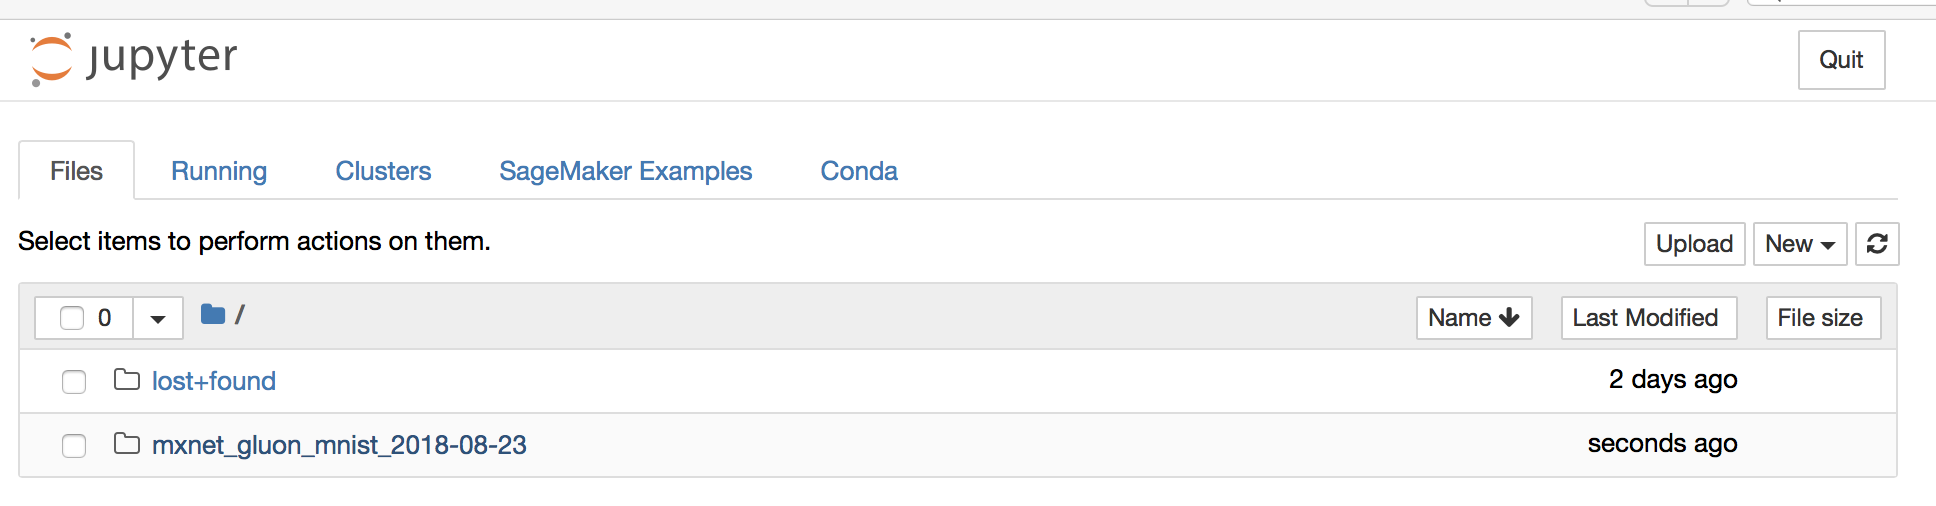 jupyter
Quit
Files Running Clusters SageMaker Examples Conda
Select items to perform actions on them.
Upload New
0 / Name Last Modified File size
lost+found 2 days ago
mxnet_gluon_mnist_2018-08-23 seconds ago